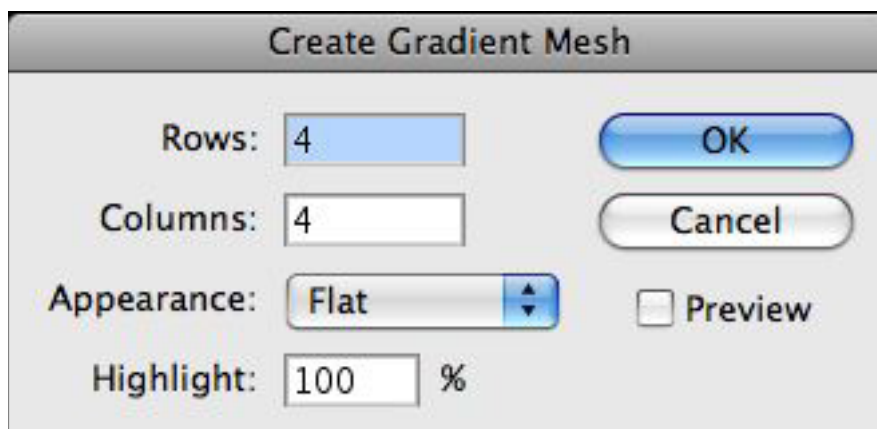 Create Gradient Mesh
Rows: 4
OK
Columns: 4
Cancel
Appearance: Flat
Preview
Highlight: 100 %